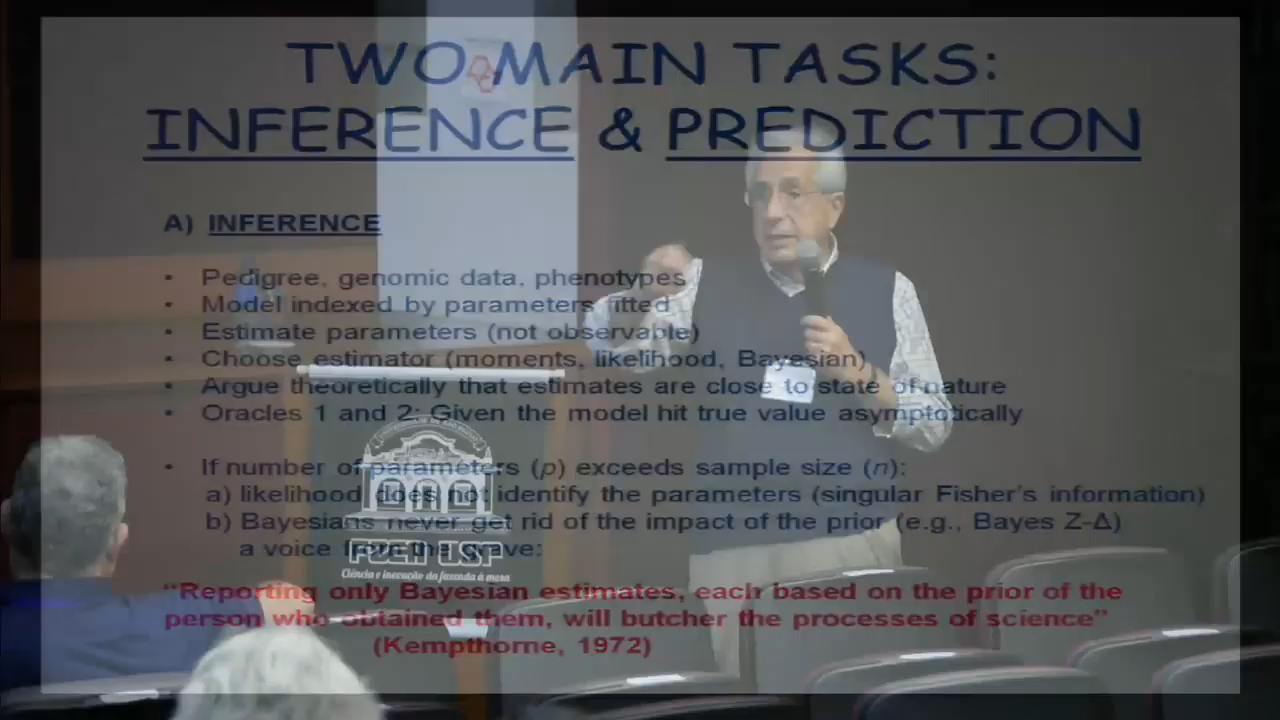 TWO MAIN TASKS:
INFERENCE & PREDICTION
A) INFERENCE
• Pedigree, genomic data, phenotypes
• Model indexed by parameters fitted
• Estimate parameters (not observable)
• Choose estimator (moments, likelihood, Bayesian)
• Argue theoretically that estimates are close to state of nature
• Oracles 1 and 2: Given the model hit true value asymptotically
• If number of parameters (p) exceeds sample size (n):
a) likelihood does not identify the parameters (singular Fisher's information)
b) Bayesians never get rid of the impact of the prior (e.g., Bayes Z-Δ)
a voice from the grave:
"Reporting only Bayesian estimates, each based on the prior of the
person who obtained them, will butcher the processes of science"
(Kempthorne, 1972)
FZEA USP
Ciência e inovação da fazenda à mesa